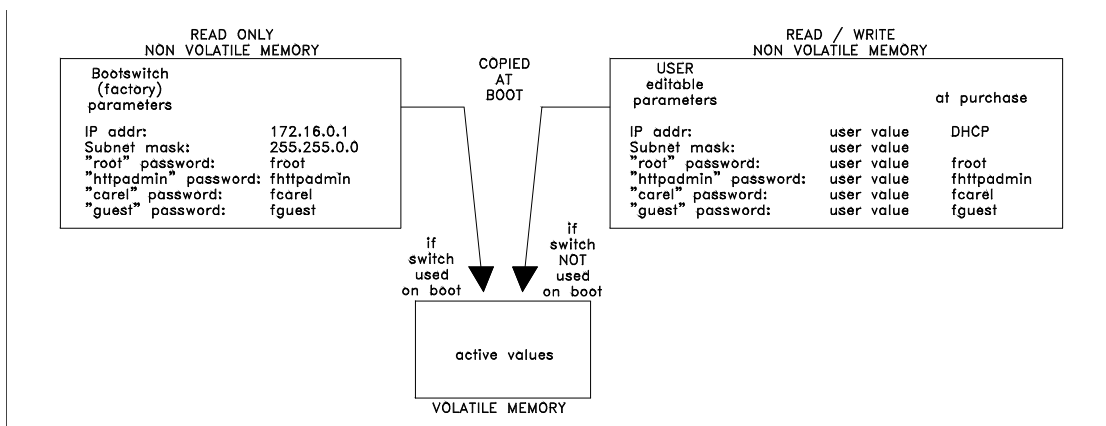 READ ONLY
NON VOLATILE MEMORY
Bootswitch
(factory)
parameters
IP addr: 172.16.0.1
Subnet mask: 255.255.0.0
"root" password: froot
"httpadmin" password: fhttpadmin
"carel" password: fcarel
"guest" password: fguest
COPIED
AT
BOOT
READ / WRITE
NON VOLATILE MEMORY
USER
editable
parameters
at purchase
IP addr: user value DHCP
Subnet mask: user value
"root" password: user value froot
"httpadmin" password: user value fhttpadmin
"carel" password: user value fcarel
"guest" password: user value fguest
if
switch
used
on boot
if
switch
NOT
used
on boot
active values
VOLATILE MEMORY